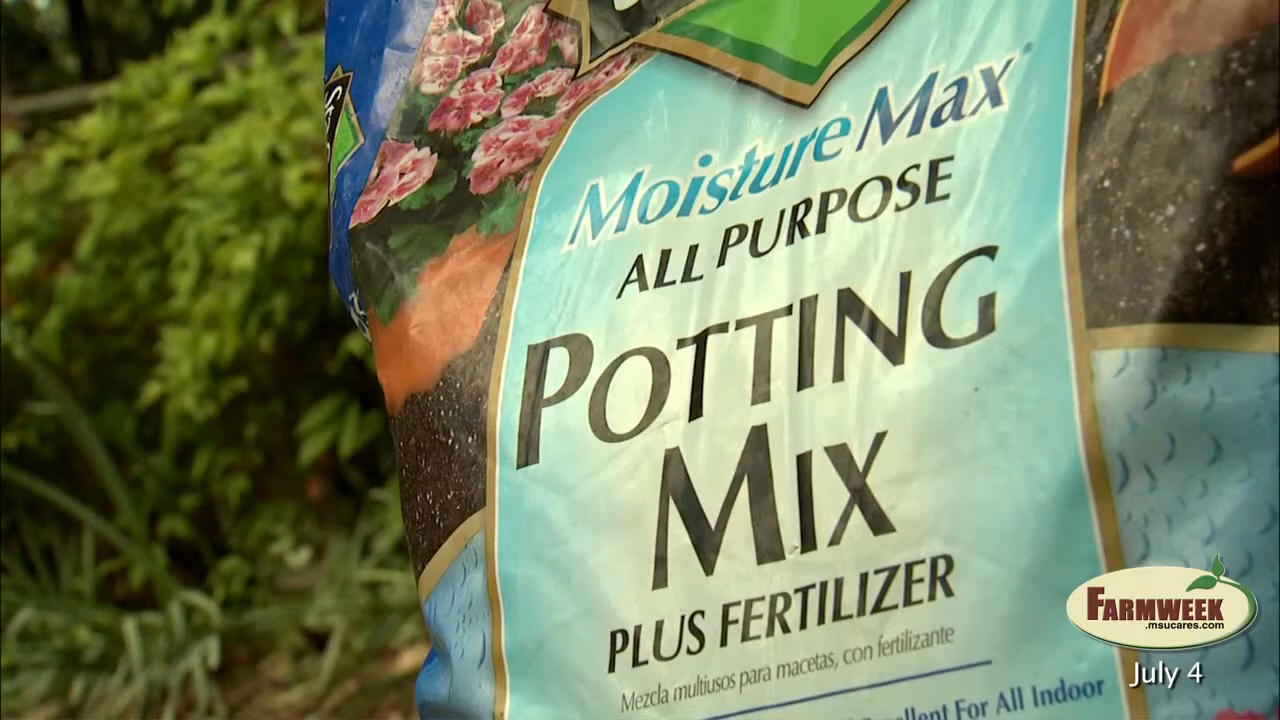 Moisture Max
ALL PURPOSE
POTTING
MIX
PLUS FERTILIZER
Mezcla multiusos para macetas, con fertilizante
For All Indoor
FARMWEEK
.msucares.com
July 4